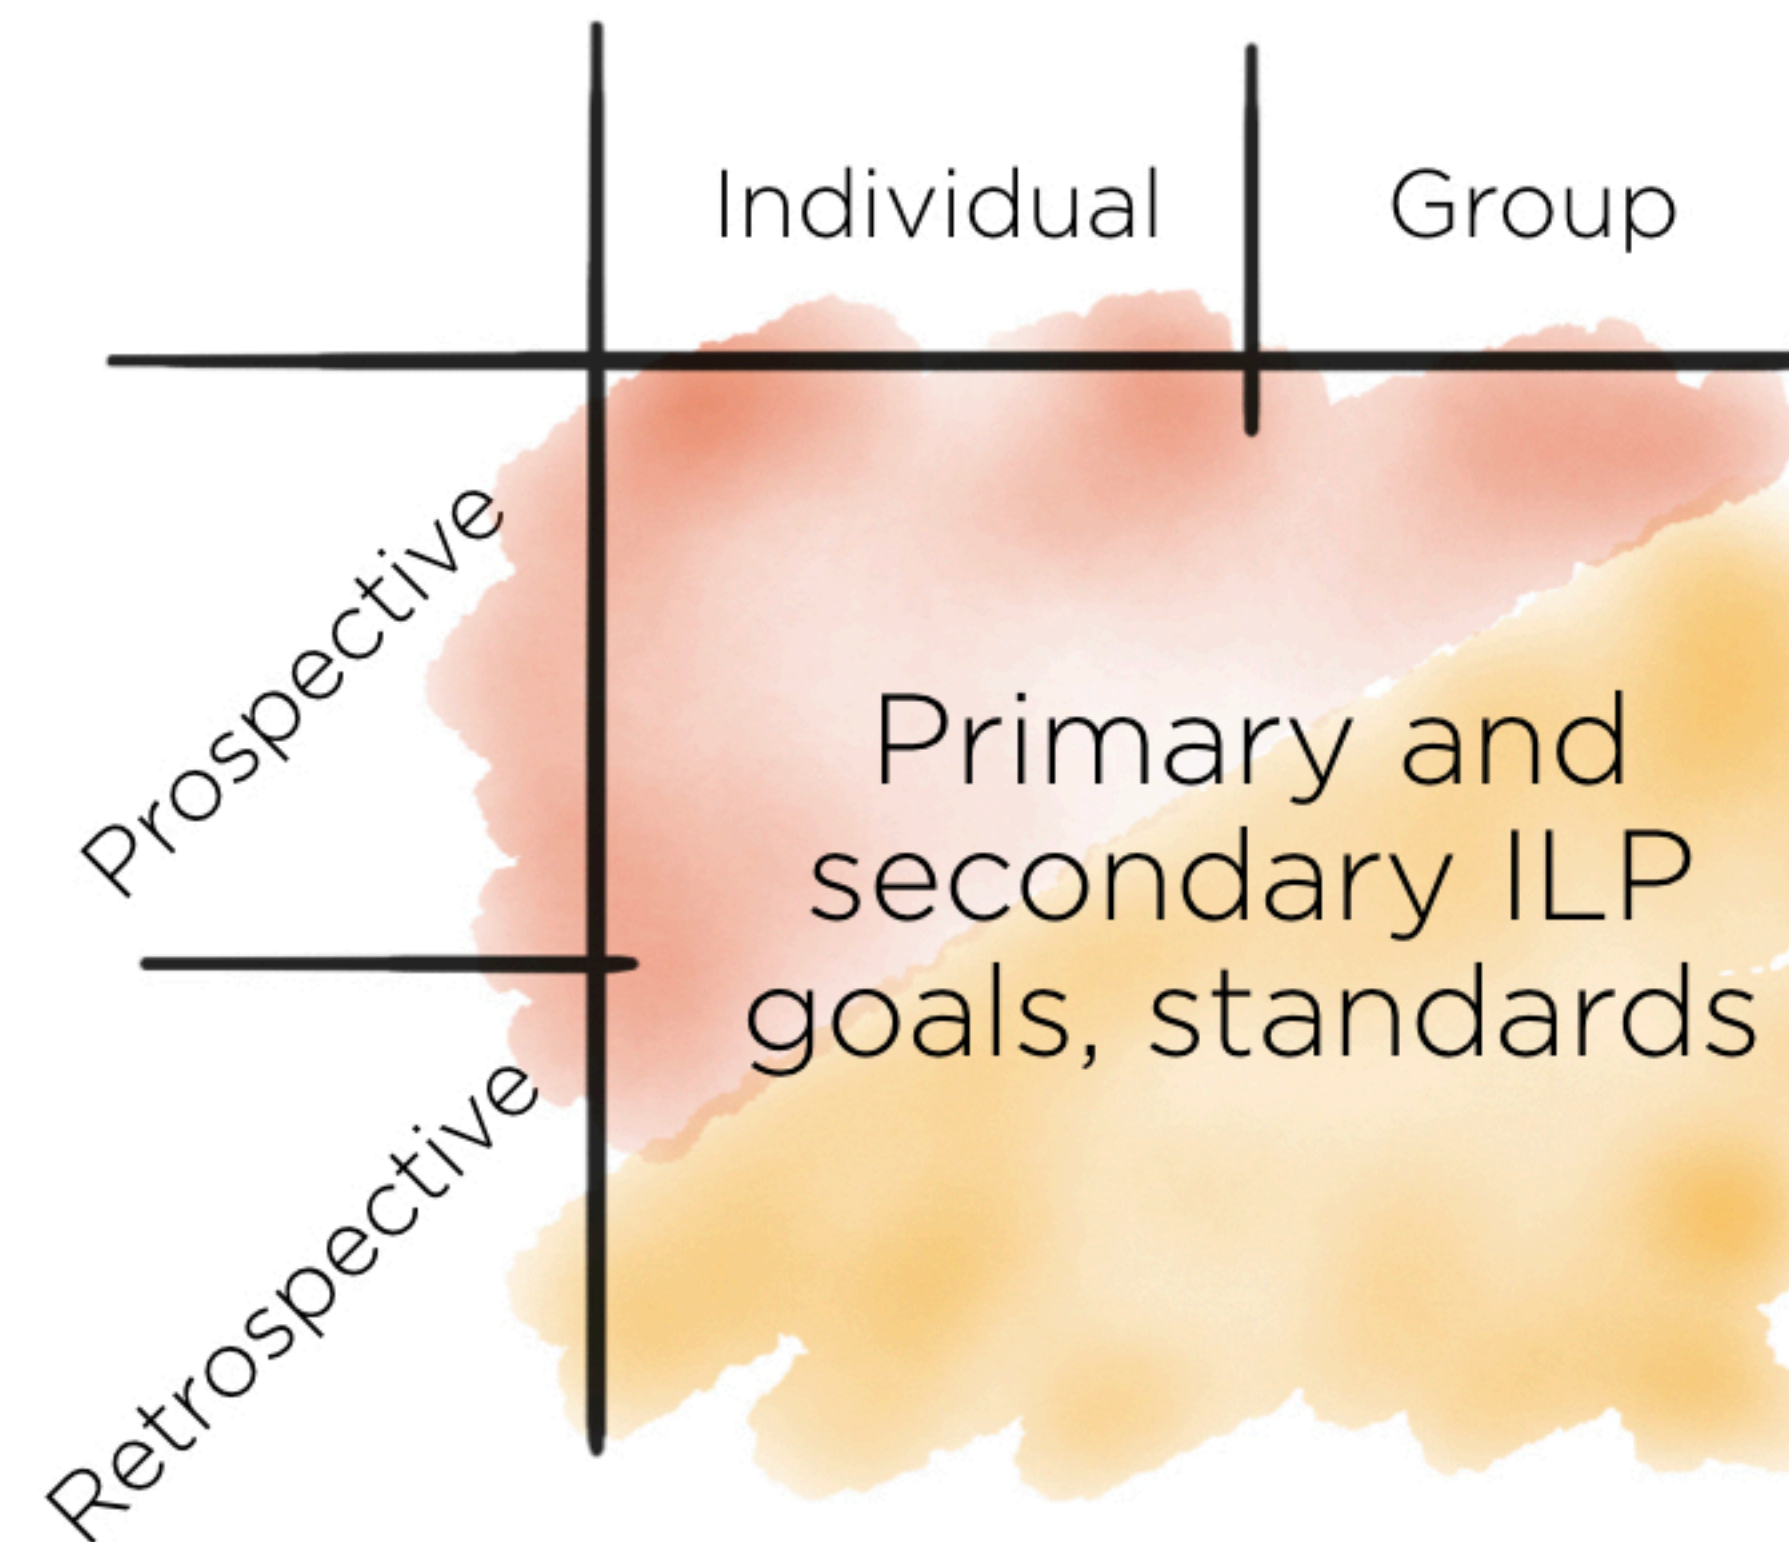 Individual
Group
Prospective
Primary and
secondary ILP
goals, standards
Retrospective